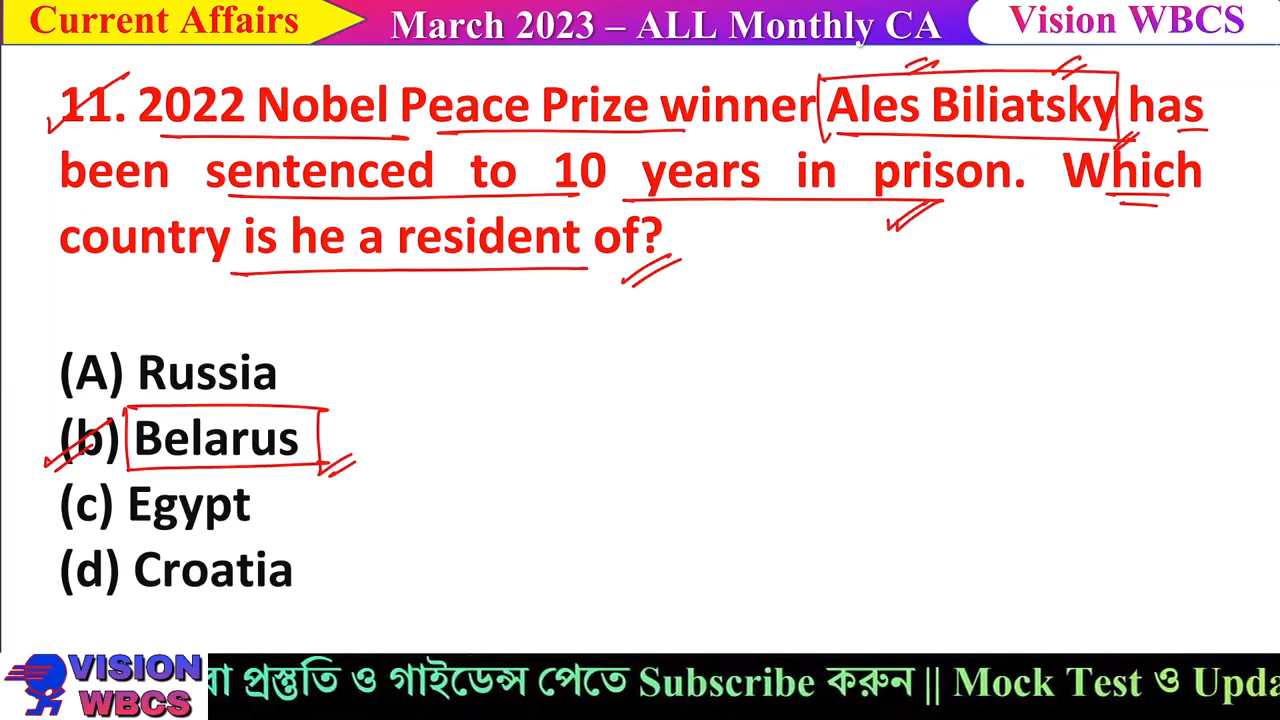 Current Affairs
March 2023 – ALL Monthly CA
Vision WBCS
11. 2022 Nobel Peace Prize winner Ales Biliatsky has
been sentenced to 10 years in prison. Which
country is he a resident of?
(A) Russia
(b) Belarus
(c) Egypt
(d) Croatia
VISION
WBCS
প্রস্তুতি ও গাইডেন্স পেতে Subscribe করুন || Mock Test ও